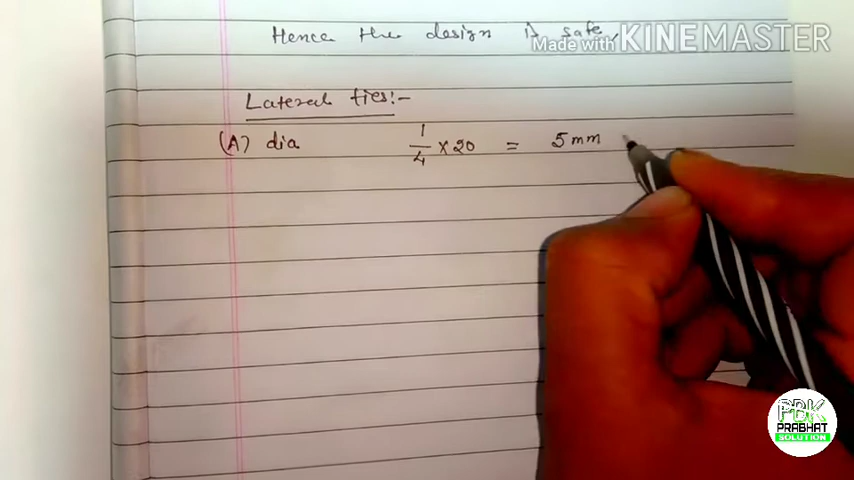 Hence the design is safe,
Made with KINEMASTER
Lateral ties:-
(A) dia 1/4 × 20 = 5mm
PBK
PRABHAT
SOLUTION